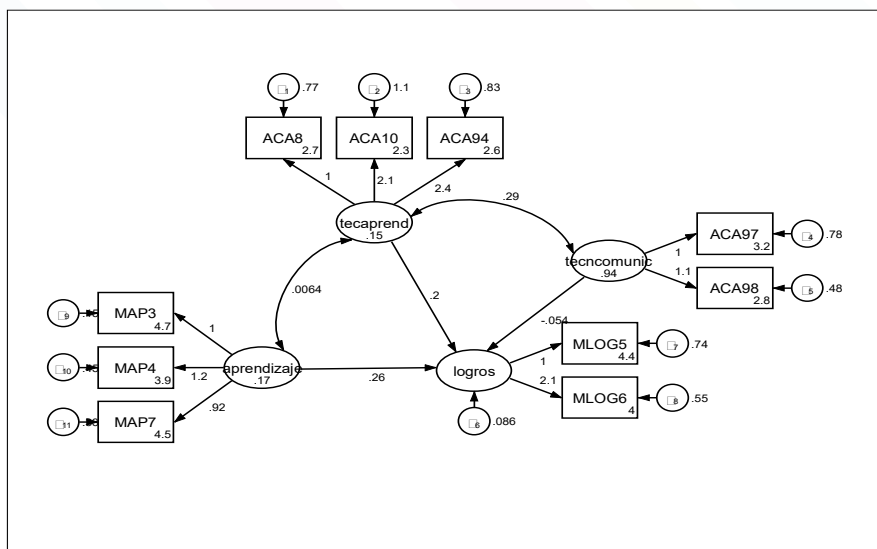 .77
1.1
.83
ACA8
2.7
ACA10
2.3
ACA94
2.6
1
2.1
2.4
.29
tecaprend
.15
ACA97
3.2
.78
tecncomunic
.94
1
1.1
ACA98
2.8
.48
.0064
.2
-.054
MAP3
4.7
1
MAP4
3.9
1.2
aprendizaje
.17
MAP7
4.5
.92
.26
logros
.086
MLOG5
4.4
.74
1
MLOG6
4
.55
2.1